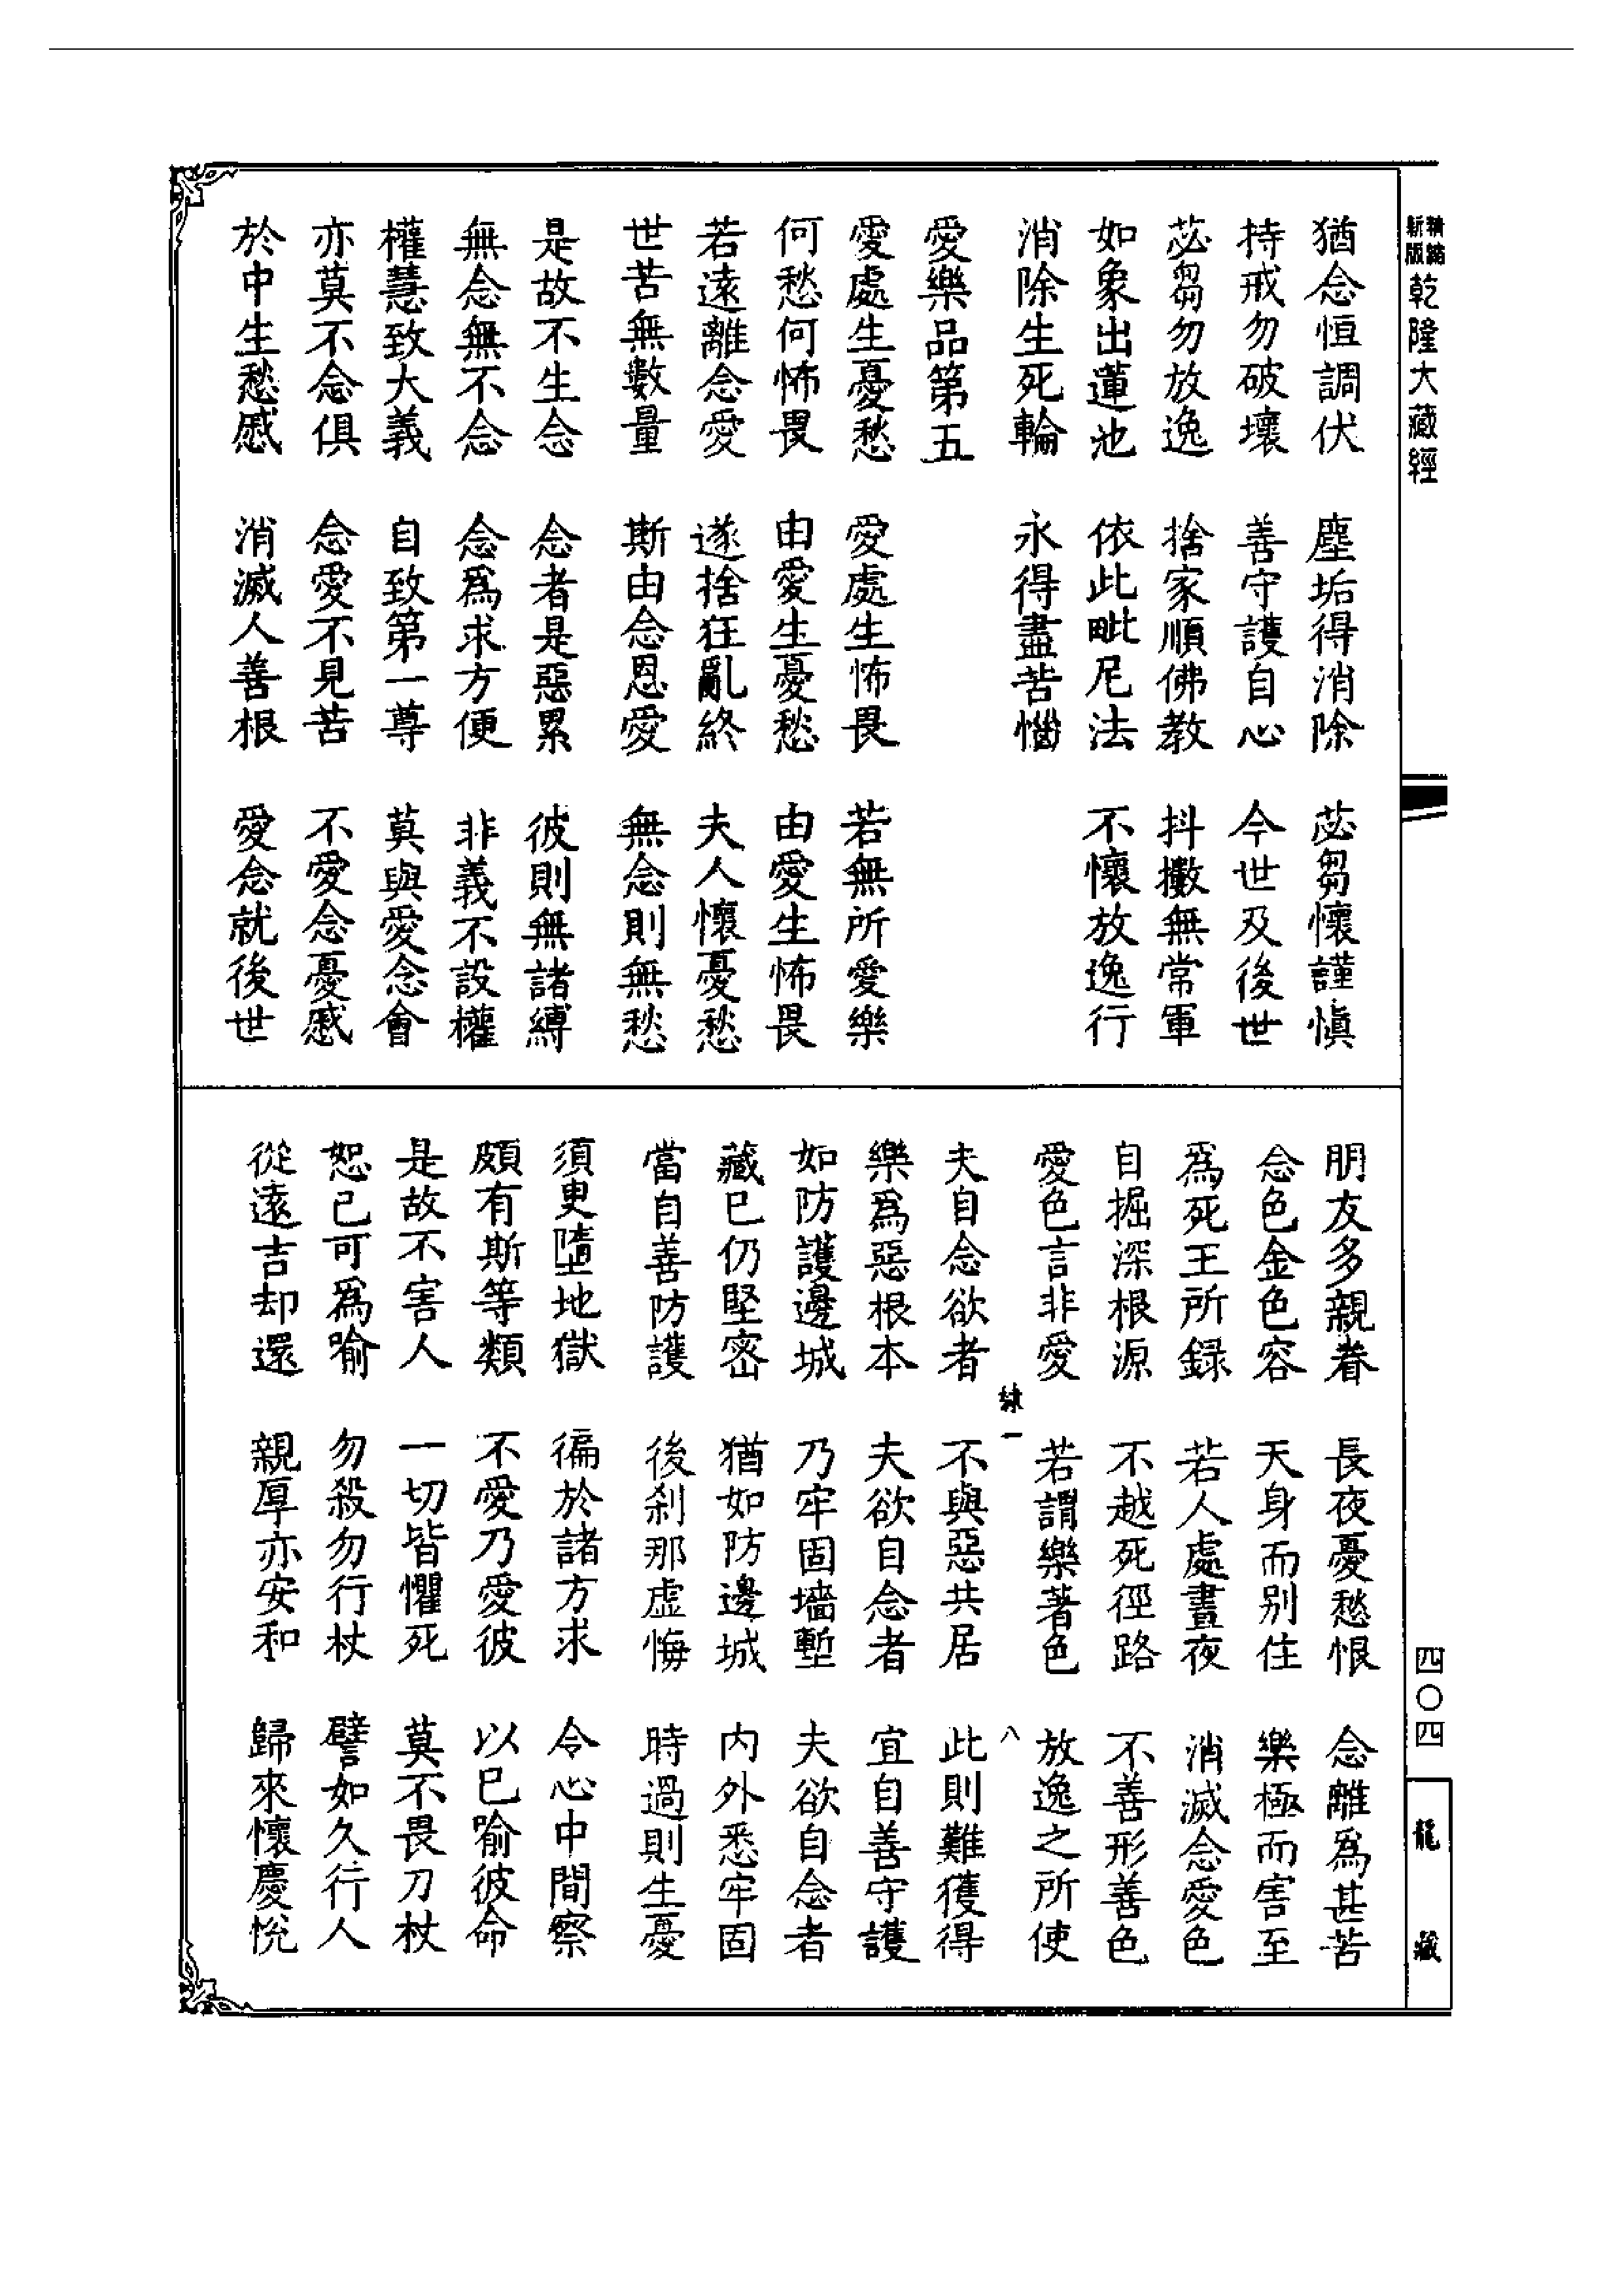 精縮
新版
乾隆大藏經
猶念恒調伏　塵垢得消除　苾芻懷謹慎
持戒勿破壞　善守護自心　今世及後世
苾芻勿放逸　捨家順佛教　抖擻無常軍
如象出蓮池　依此毗尼法　不懷放逸行
消除生死輪　永得盡苦惱
愛樂品第五
愛處生憂愁　愛處生怖畏　若無所愛樂
何愁何怖畏　由愛生憂愁　由愛生怖畏
若遠離念愛　遂捨狂亂終　夫人懷憂愁
世苦無數量　斯由念恩愛　無念則無愁
是故不生念　念者是惡累　彼則無諸縛
無念無不念　念爲求方便　非義不設權
權慧致大義　自致第一尊　莫與愛念會
亦莫不念俱　念愛不見苦　不愛念憂慼
於中生愁慼　消滅人善根　愛念就後世
朋友多親眷　長夜憂愁恨　念離爲甚苦
念色金色容　天身而别住　樂極而害至
爲死王所録　若人處晝夜　消滅念愛色
自掘深根源　不越死徑路　不善形善色
愛色言非愛　若謂樂著色　放逸之所使
一　八
夫自念欲者　不與惡共居　此則難獲得
樂爲惡根本　夫欲自念者　宜自善守護
如防護邊城　乃牢固墻塹　夫欲自念者
藏已仍堅密　猶如防邊城　内外悉牢固
當自善防護　後刹那虚悔　時過則生憂
須更墮地獄　徧於諸方求　令心中間察
頗有斯等類　不愛乃愛彼　以已喻彼命
是故不害人　一切皆懼死　莫不畏刀杖
恕己可爲喻　勿殺勿行杖　譬如久行人
從遠吉却還　親厚亦安和　歸來懷慶悅
四〇四
龍藏